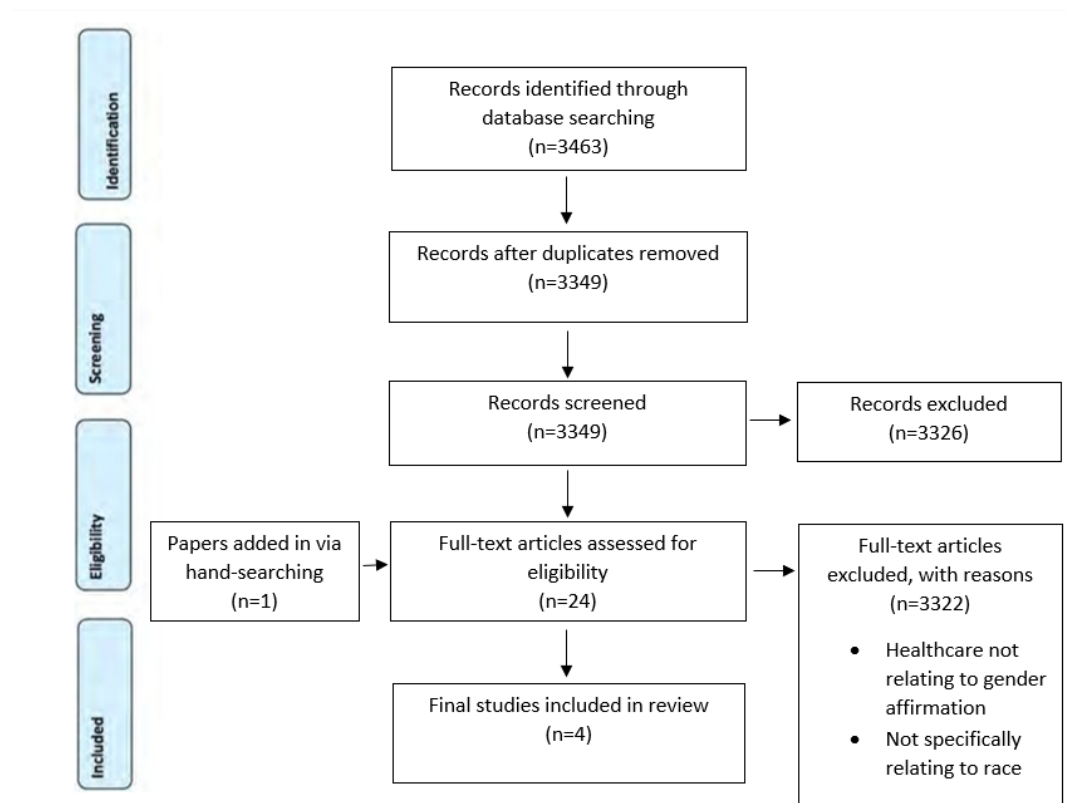 Identification
Records identified through
database searching
(n=3463)
Screening
Records after duplicates removed
(n=3349)
Records screened
(n=3349)
Records excluded
(n=3326)
Eligibility
Papers added in via
hand-searching
(n=1)
Full-text articles assessed for
eligibility
(n=24)
Full-text articles
excluded, with reasons
(n=3322)
• Healthcare not
relating to gender
affirmation
• Not specifically
relating to race
Included
Final studies included in review
(n=4)